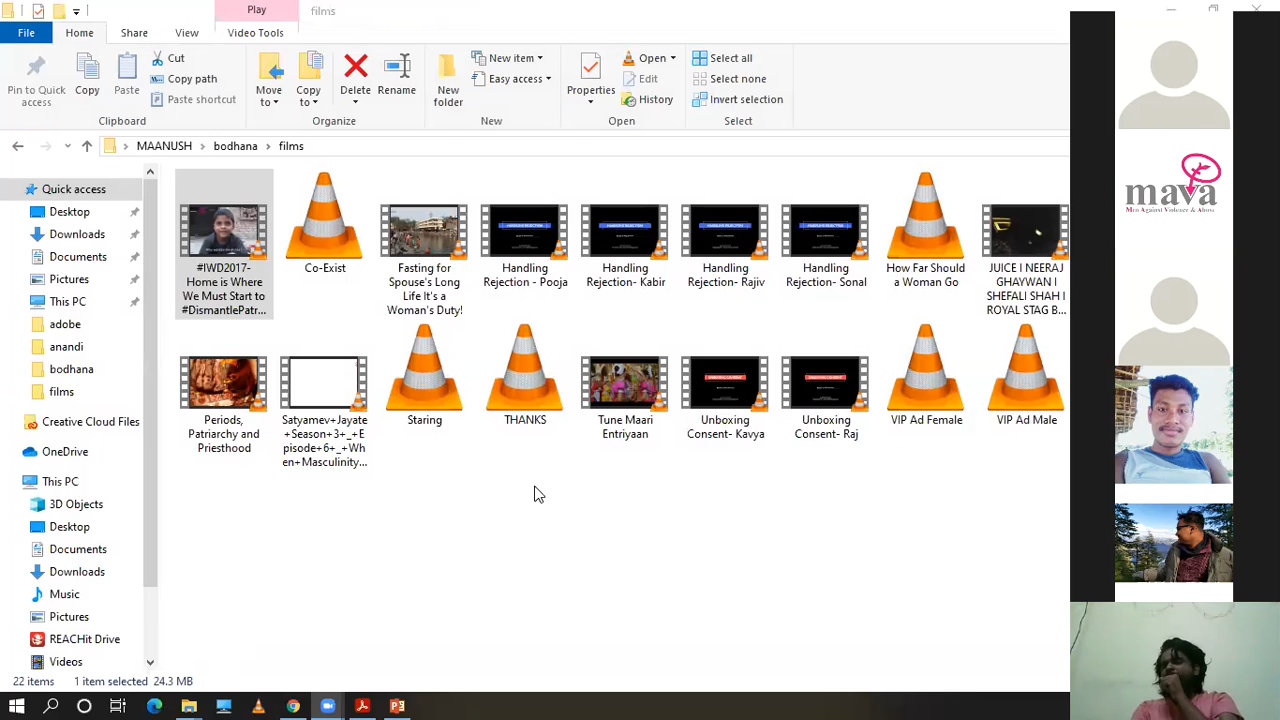 Play
films
File
Home
Share
View
Video Tools
Pin to Quick
access
Copy
Paste
Cut
Copy path
Paste shortcut
Clipboard
Move
to
Copy
to
Delete
Rename
Organize
New
folder
New item
Easy access
New
Properties
Open
Edit
History
Open
Select all
Select none
Invert selection
Select
MAANUSH
bodhana
films
Quick access
Desktop
Downloads
Documents
Pictures
This PC
adobe
anandi
bodhana
films
Creative Cloud Files
OneDrive
This PC
3D Objects
Desktop
Documents
Downloads
Music
Pictures
REACHit Drive
Videos
#IWD2017-
Home is Where
We Must Start to
#DismantlePatr...
Co-Exist
Fasting for
Spouse's Long
Life It's a
Woman's Duty!
Handling
Rejection - Pooja
Handling
Rejection- Kabir
Handling
Rejection- Rajiv
Handling
Rejection- Sonal
How Far Should
a Woman Go
JUICE l NEERAJ
GHAYWAN l
SHEFALI SHAH l
ROYAL STAG B...
Periods,
Patriarchy and
Priesthood
Satyamev+Jayate
+Season+3+_+E
pisode+6+_+Wh
en+Masculinity...
Staring
THANKS
Tune Maari
Entriyaan
Unboxing
Consent- Kavya
Unboxing
Consent- Raj
VIP Ad Female
VIP Ad Male
22 items
1 item selected 24.3 MB
mava
Men Against Violence & Abuse